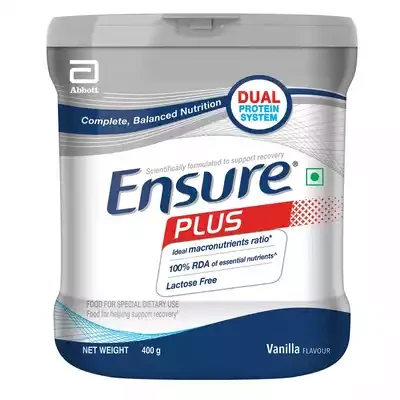 Abbott
Complete, Balanced Nutrition
DUAL
PROTEIN
SYSTEM
Scientifically formulated to support recovery
Ensure®
PLUS
Ideal macronutrients ratio*
100% RDA of essential nutrients^
Lactose Free
FOOD FOR SPECIAL DIETARY USE
Food for helping support recovery
NET WEIGHT 400 g
Vanilla FLAVOUR